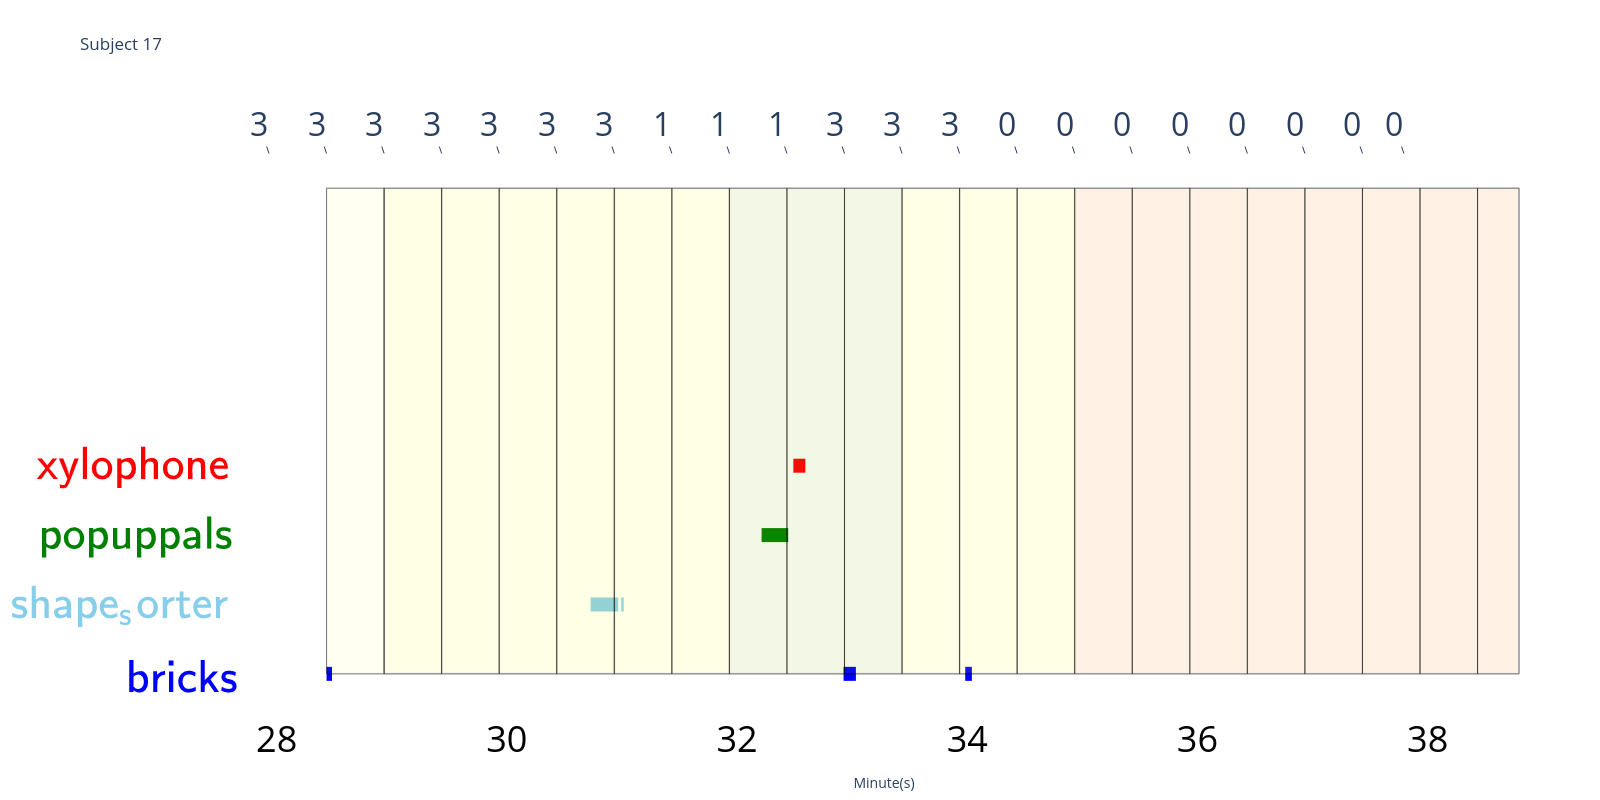 Subject 17
3 3 3 3 3 3 3 1 1 1 3 3 3 0 0 0 0 0 0 0 0
xylophone
popuppals
shapesorter
bricks
28 30 32 34 36 38
Minute(s)